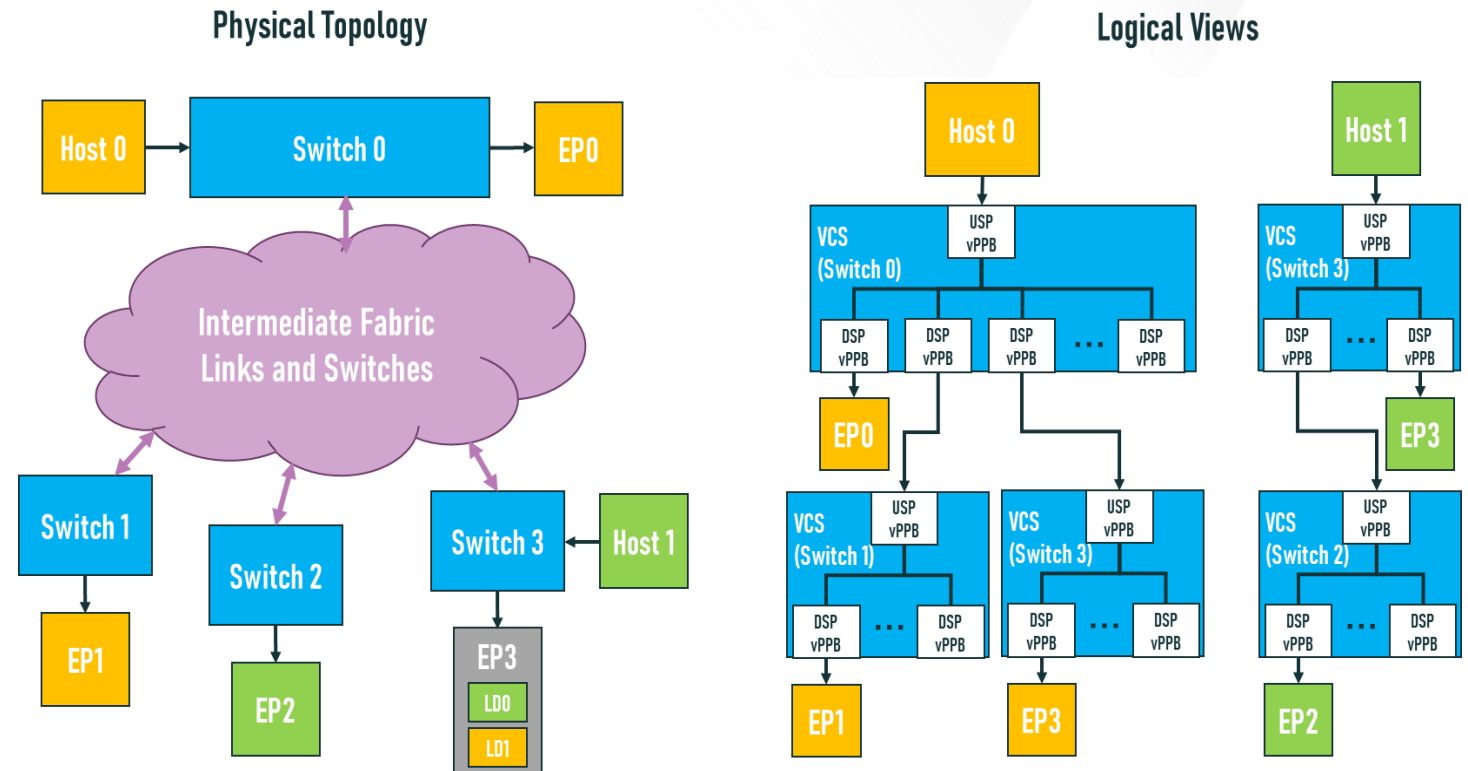 Physical Topology
Host 0
Switch 0
EP0
Intermediate Fabric
Links and Switches
Switch 1
Switch 2
Switch 3
Host 1
EP1
EP2
EP3
LD0
LD1
Logical Views
Host 0
VCS
(Switch 0)
USP
vPPB
DSP
vPPB
DSP
vPPB
DSP
vPPB
...
DSP
vPPB
EP0
VCS
(Switch 1)
USP
vPPB
DSP
vPPB
...
DSP
vPPB
EP1
VCS
(Switch 3)
USP
vPPB
DSP
vPPB
...
DSP
vPPB
EP3
Host 1
VCS
(Switch 3)
USP
vPPB
DSP
vPPB
...
DSP
vPPB
EP3
VCS
(Switch 2)
USP
vPPB
DSP
vPPB
...
DSP
vPPB
EP2